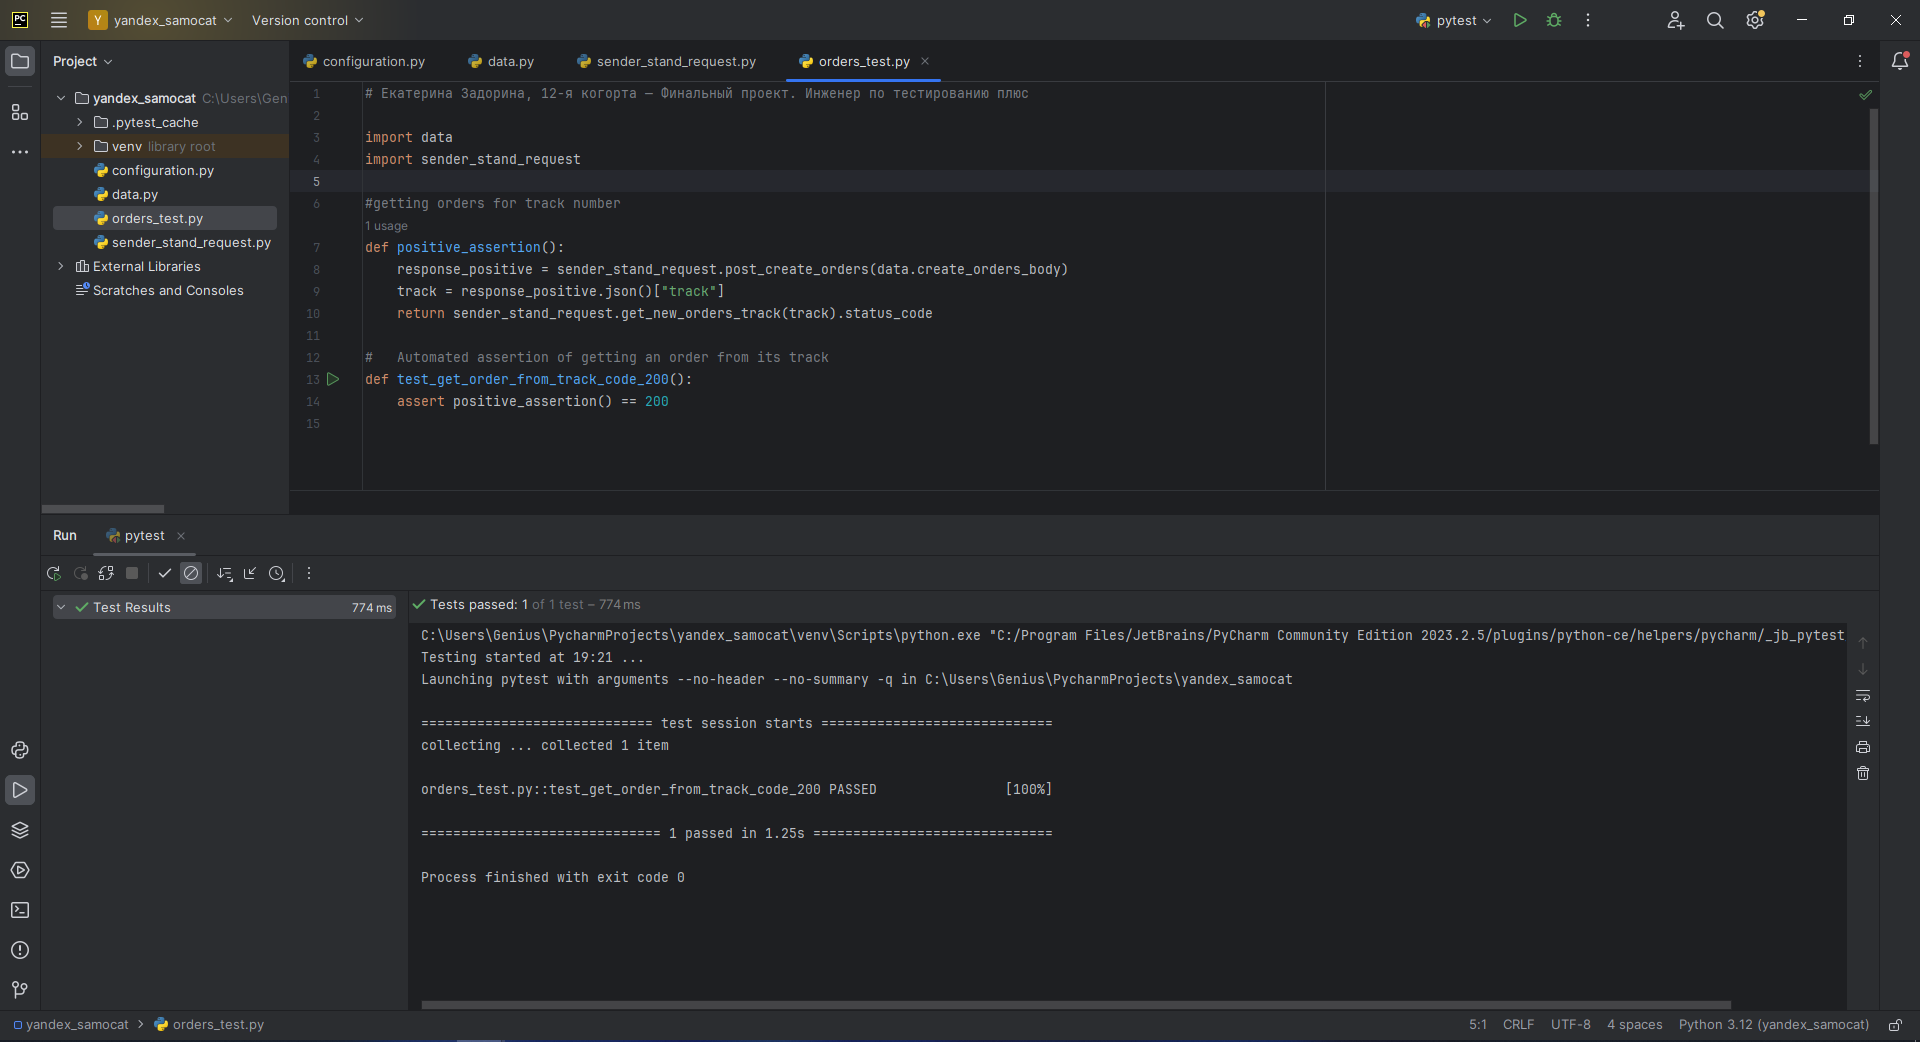 PC
Y yandex_samocat Version control pytest
Project
configuration.py data.py sender_stand_request.py orders_test.py
yandex_samocat C:\Users\Gen
.pytest_cache
venv library root
configuration.py
data.py
orders_test.py
sender_stand_request.py
External Libraries
Scratches and Consoles
1 # Екатерина Задорина, 12-я когорта — Финальный проект. Инженер по тестированию плюс
2
3 import data
4 import sender_stand_request
5
6 #getting orders for track number
1 usage
7 def positive_assertion():
8 response_positive = sender_stand_request.post_create_orders(data.create_orders_body)
9 track = response_positive.json()["track"]
10 return sender_stand_request.get_new_orders_track(track).status_code
11
12 #   Automated assertion of getting an order from its track
13 def test_get_order_from_track_code_200():
14 assert positive_assertion() == 200
15
Run pytest
Test Results 774 ms
Tests passed: 1 of 1 test – 774 ms
C:\Users\Genius\PycharmProjects\yandex_samocat\venv\Scripts\python.exe "C:/Program Files/JetBrains/PyCharm Community Edition 2023.2.5/plugins/python-ce/helpers/pycharm/_jb_pytest
Testing started at 19:21 ...
Launching pytest with arguments --no-header --no-summary -q in C:\Users\Genius\PycharmProjects\yandex_samocat
============================= test session starts =============================
collecting ... collected 1 item
orders_test.py::test_get_order_from_track_code_200 PASSED                [100%]
============================== 1 passed in 1.25s ==============================
Process finished with exit code 0
yandex_samocat > orders_test.py 5:1 CRLF UTF-8 4 spaces Python 3.12 (yandex_samocat)